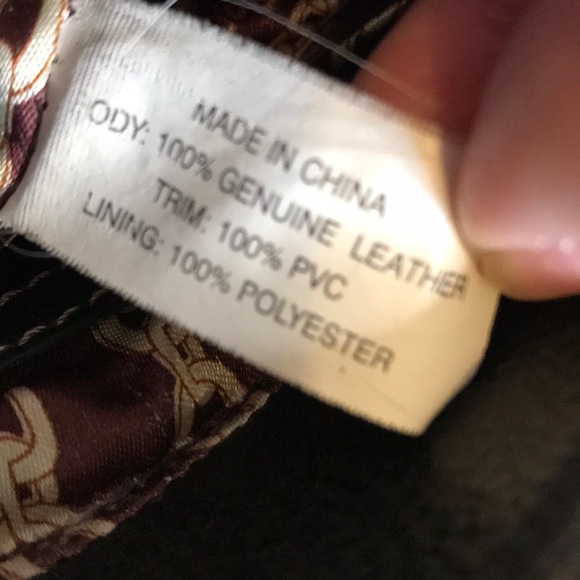 MADE IN CHINA
ODY: 100% GENUINE LEATHER
TRIM: 100% PVC
LINING: 100% POLYESTER